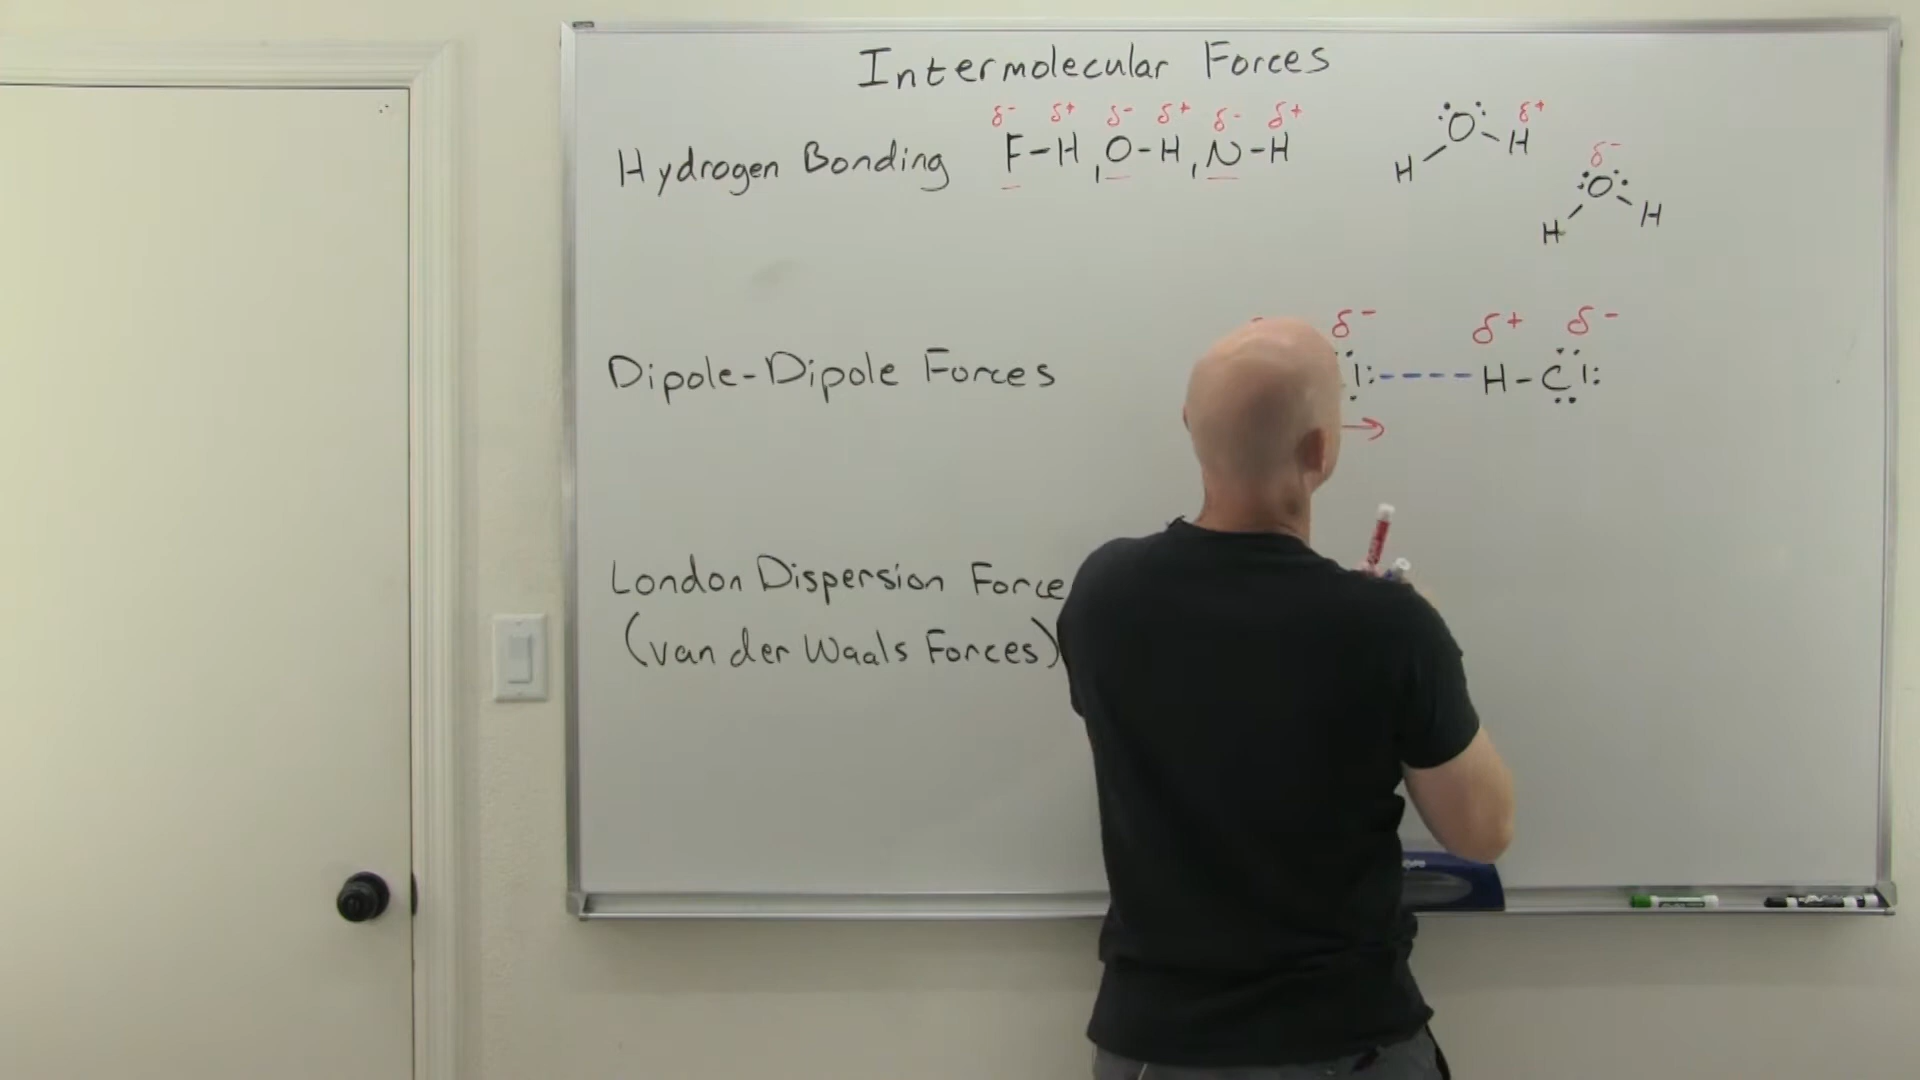 Intermolecular Forces
δ- δ+ δ- δ+ δ- δ+
Hydrogen Bonding F-H, O-H, N-H
O H δ+
H
δ-
O
H H
δ- δ+ δ-
Dipole-Dipole Forces l: ---- H-Cl:
London Dispersion Force
(van der Waals Forces)